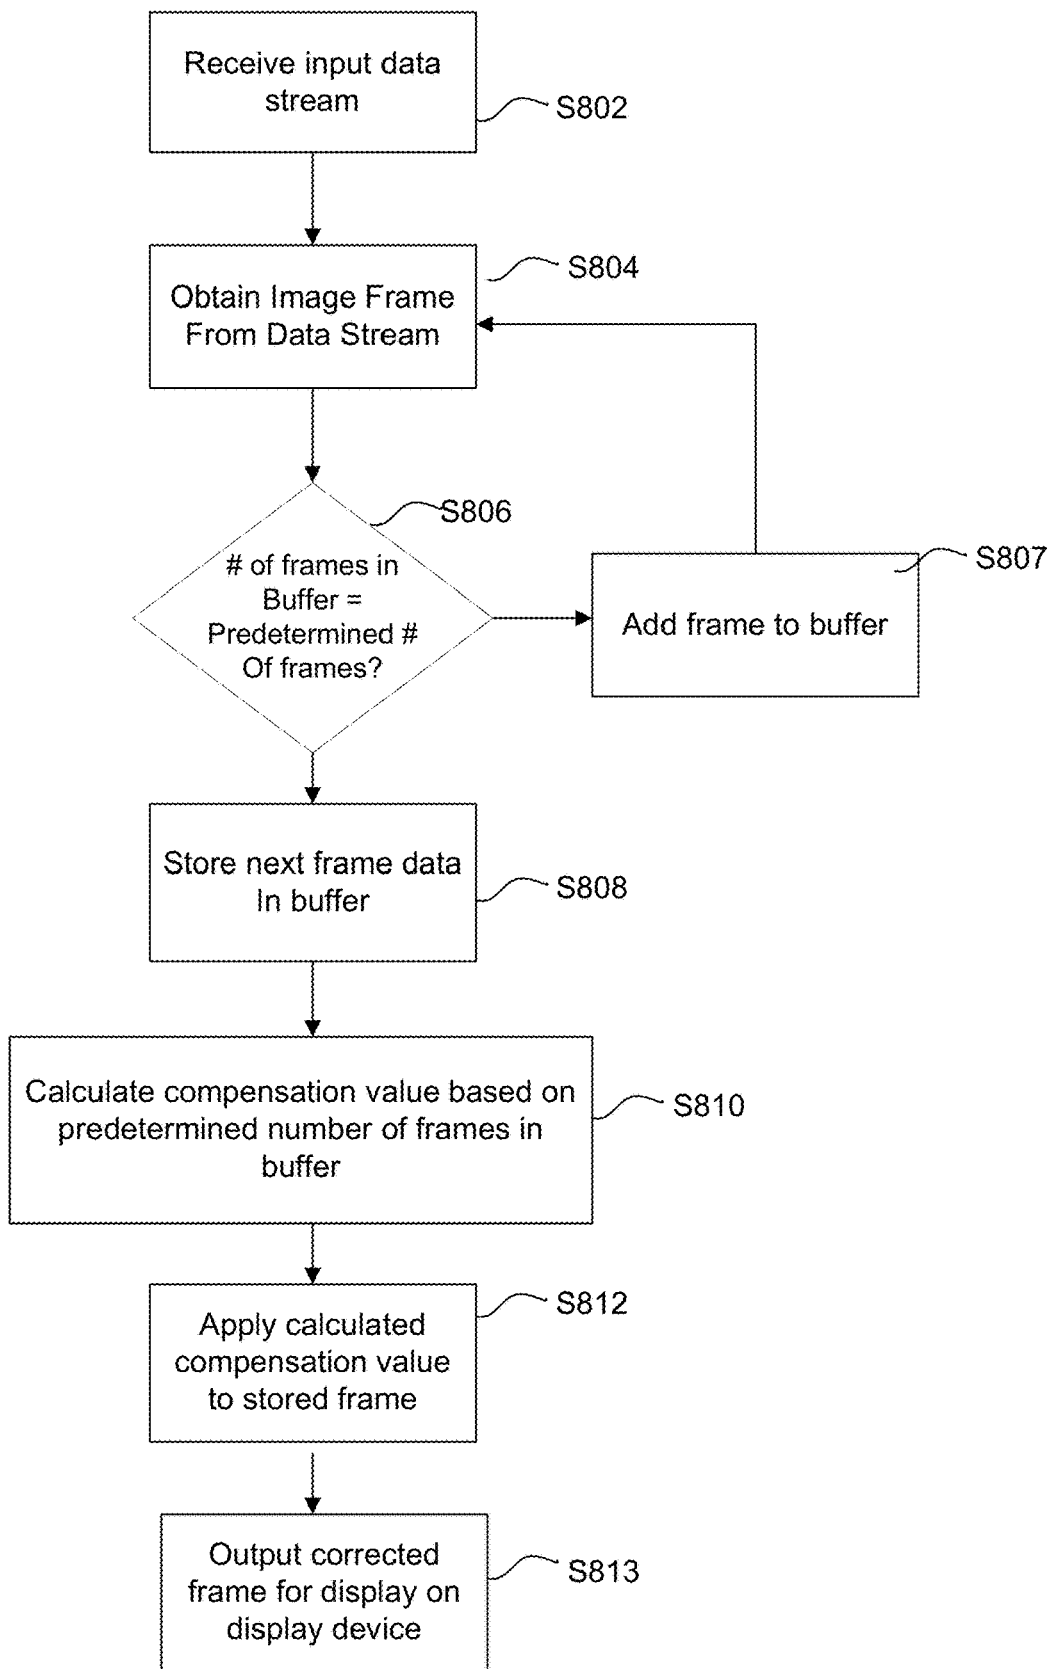 Receive input data
stream
S802
S804
Obtain Image Frame
From Data Stream
S806
# of frames in
Buffer =
Predetermined #
Of frames?
S807
Add frame to buffer
Store next frame data
In buffer
S808
Calculate compensation value based on
predetermined number of frames in
buffer
S810
S812
Apply calculated
compensation value
to stored frame
Output corrected
frame for display on
display device
S813